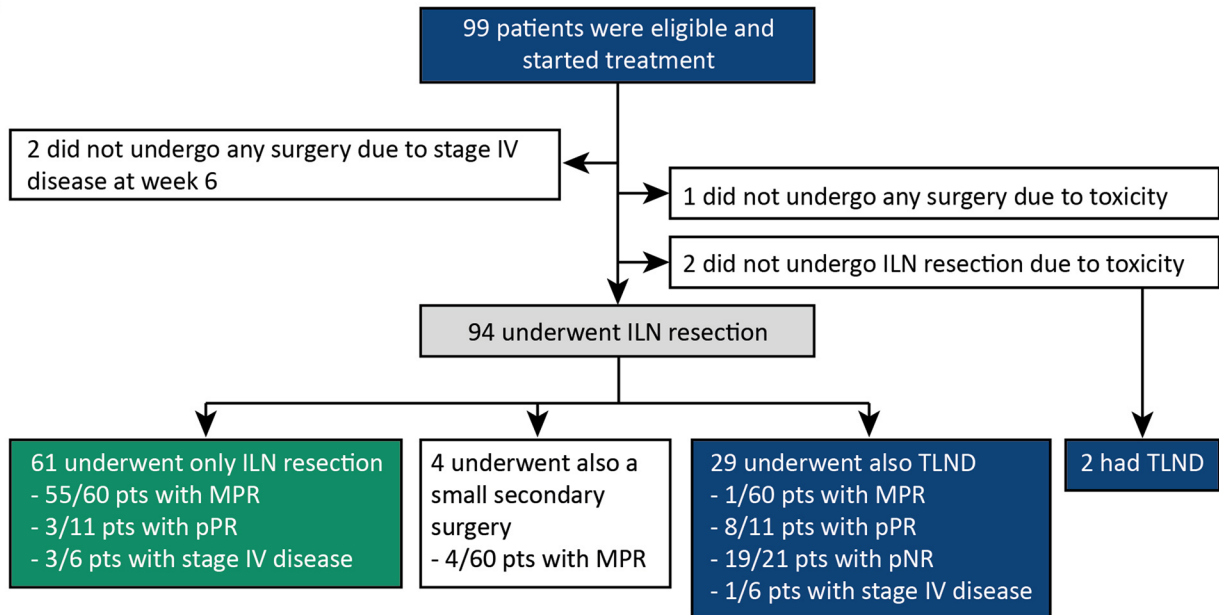 99 patients were eligible and
started treatment
2 did not undergo any surgery due to stage IV
disease at week 6
1 did not undergo any surgery due to toxicity
2 did not undergo ILN resection due to toxicity
94 underwent ILN resection
61 underwent only ILN resection
- 55/60 pts with MPR
- 3/11 pts with pPR
- 3/6 pts with stage IV disease
4 underwent also a
small secondary
surgery
- 4/60 pts with MPR
29 underwent also TLND
- 1/60 pts with MPR
- 8/11 pts with pPR
- 19/21 pts with pNR
- 1/6 pts with stage IV disease
2 had TLND